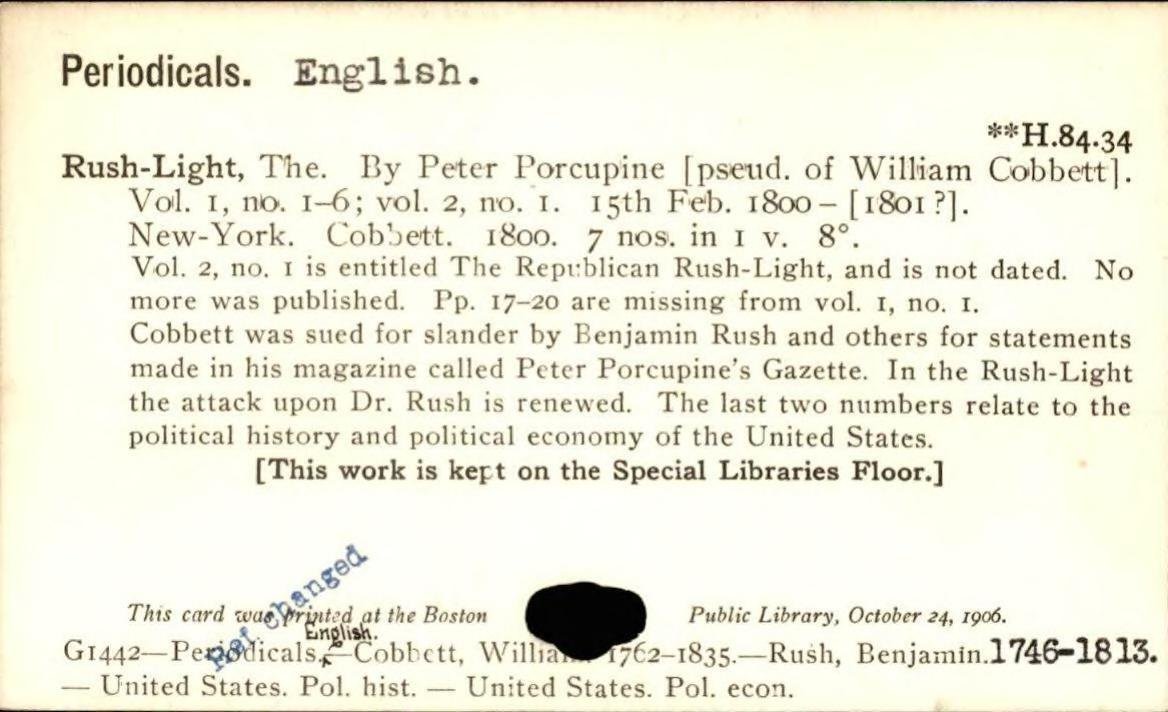 Periodicals. English.
**H.84.34
Rush-Light, The. By Peter Porcupine [pseud. of William Cobbett].
Vol. 1, no. 1–6; vol. 2, no. 1. 15th Feb. 1800 – [1801?].
New-York. Cobbett. 1800. 7 nos. in 1 v. 8°.
Vol. 2, no. 1 is entitled The Republican Rush-Light, and is not dated. No
more was published. Pp. 17–20 are missing from vol. 1, no. 1.
Cobbett was sued for slander by Benjamin Rush and others for statements
made in his magazine called Peter Porcupine's Gazette. In the Rush-Light
the attack upon Dr. Rush is renewed. The last two numbers relate to the
political history and political economy of the United States.
[This work is kept on the Special Libraries Floor.]
Ref changed
This card was printed at the Boston Public Library, October 24, 1906.
English.
G1442—Periodicals.—Cobbett, William. 1762–1835.—Rush, Benjamin. 1746-1813.
— United States. Pol. hist. — United States. Pol. econ.